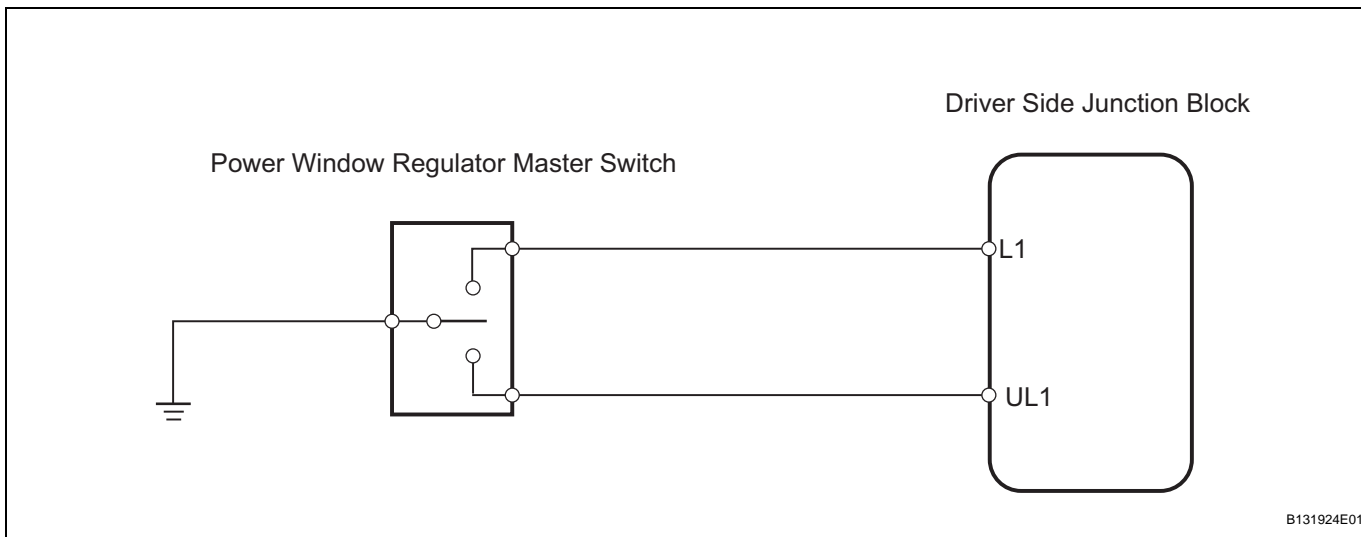 Driver Side Junction Block
Power Window Regulator Master Switch
L1
UL1
B131924E01